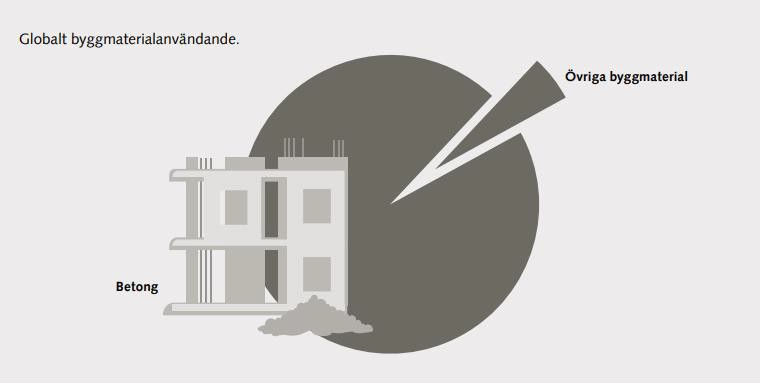 Globalt byggmaterialanvändande.
Övriga byggmaterial
Betong